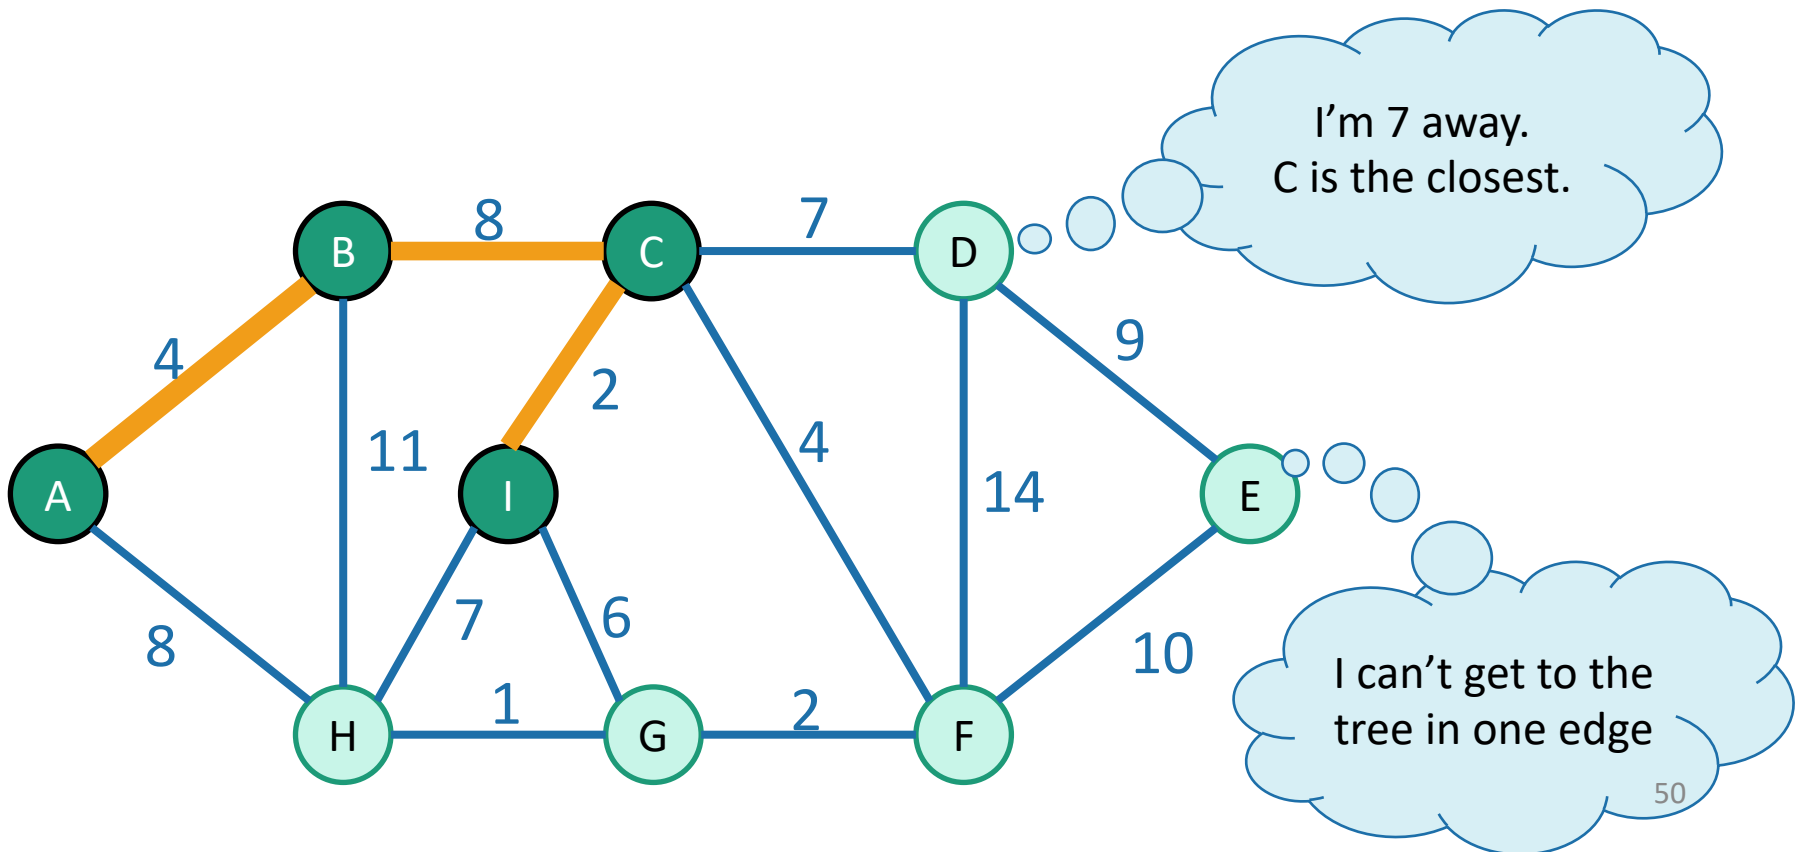 I’m 7 away.
C is the closest.
8
7
B
C
D
4
2
9
11
4
A
I
14
E
8
7
6
10
H
1
G
2
F
I can’t get to the
tree in one edge
50